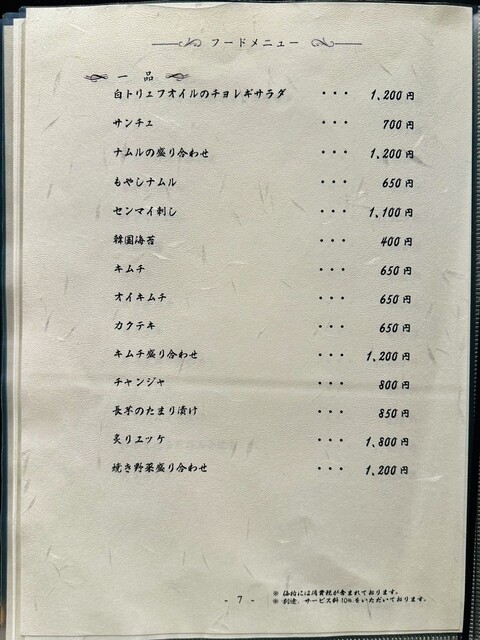 フードメニュー
一品
白トリュフオイルのチョレギサラダ ・・・ 1,200円
サンチュ ・・・ 700円
ナムルの盛り合わせ ・・・ 1,200円
もやしナムル ・・・ 650円
センマイ刺し ・・・ 1,100円
韓国海苔 ・・・ 400円
キムチ ・・・ 650円
オイキムチ ・・・ 650円
カクテキ ・・・ 650円
キムチ盛り合わせ ・・・ 1,200円
チャンジャ ・・・ 800円
長芋のたまり漬け ・・・ 850円
炙りユッケ ・・・ 1,800円
焼き野菜盛り合わせ ・・・ 1,200円
※ 価格には消費税が含まれております。
※ 別途、サービス料10%をいただいております。
- 7 -